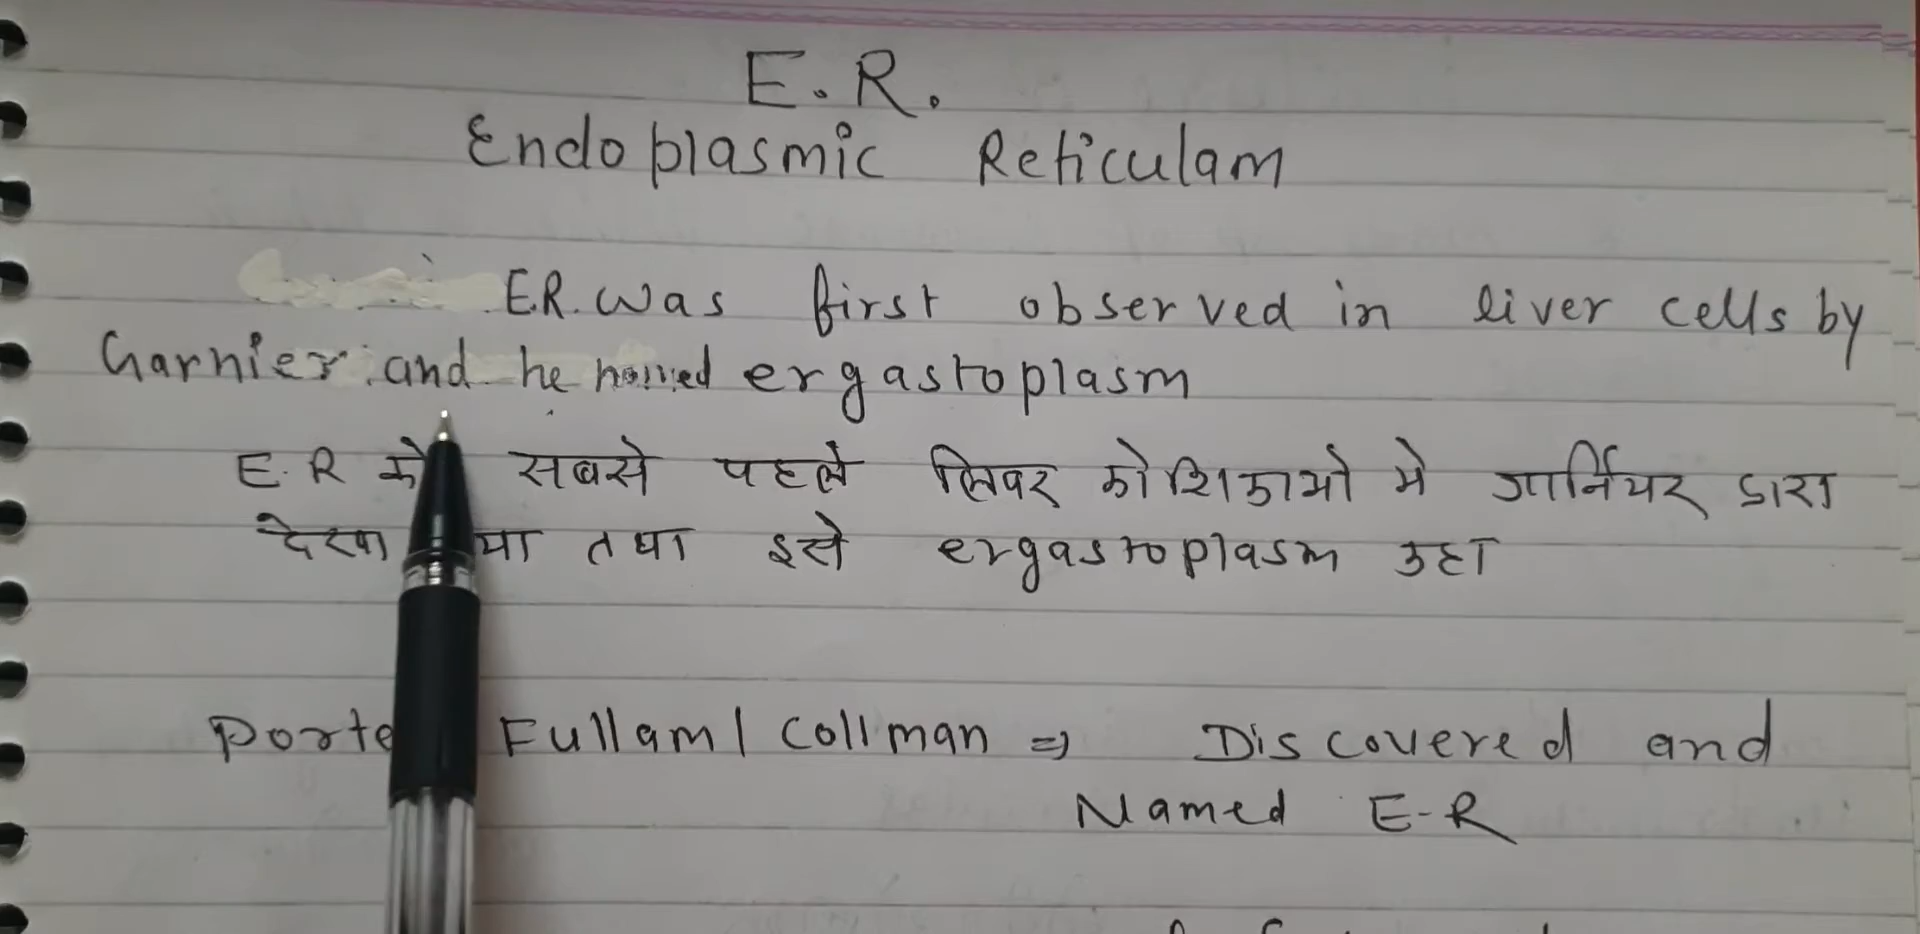 E.R.
Endoplasmic Reticulam
E.R. was first observed in liver cells by
Garnier and he named ergastoplasm
E.R को सबसे पहले लिवर कोशिकाओ मे गार्नियर द्वारा
देखा या तथा इसे ergastoplasm कहा
Porte Fullam | Collman ⇒ Discovered and
Named E-R